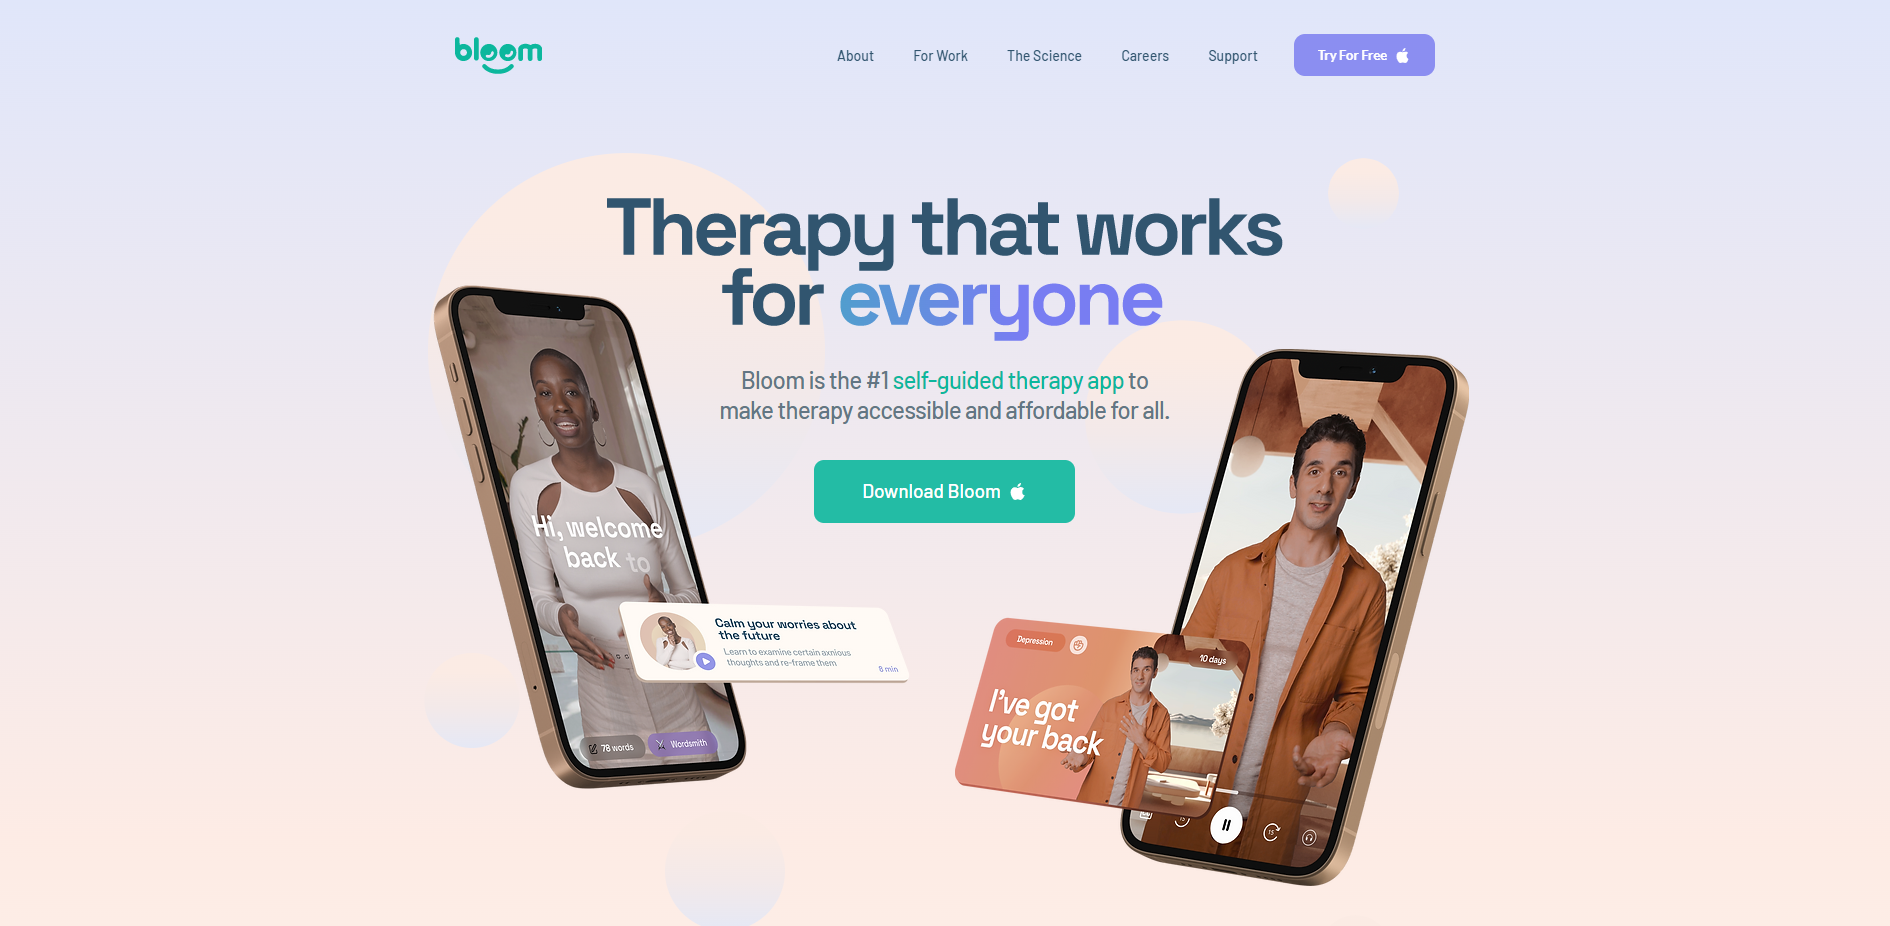 bloom
About
For Work
The Science
Careers
Support
Try For Free
Therapy that works
for everyone
Bloom is the #1 self-guided therapy app to
make therapy accessible and affordable for all.
Download Bloom
Hi, welcome
back to
Calm your worries about
the future
Learn to examine certain anxious
thoughts and re-frame them
8 min
78 words
Wordsmith
Depression
10 days
I've got
your back
15
15